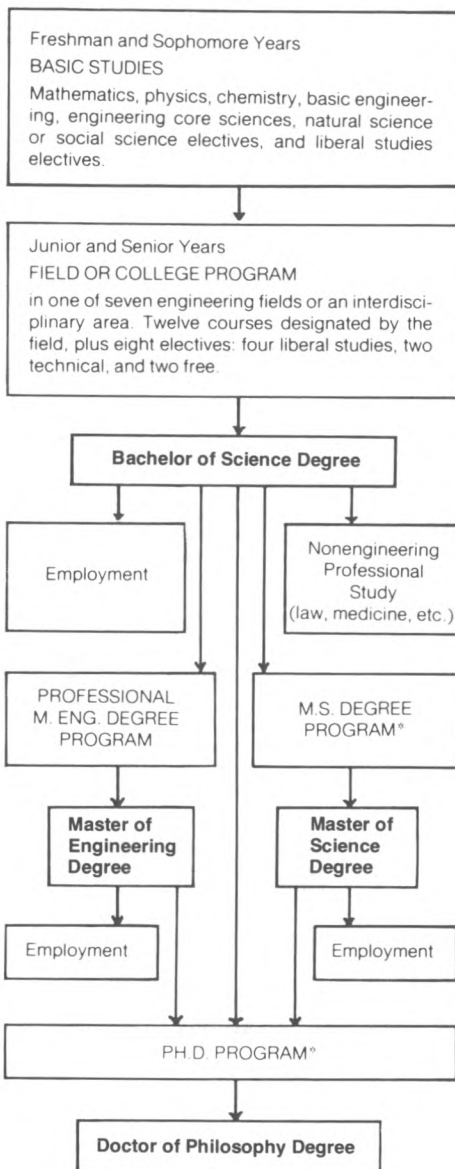 Freshman and Sophomore Years
BASIC STUDIES
Mathematics, physics, chemistry, basic engineer-
ing, engineering core sciences, natural science
or social science electives, and liberal studies
electives.
Junior and Senior Years
FIELD OR COLLEGE PROGRAM
in one of seven engineering fields or an interdisci-
plinary area. Twelve courses designated by the
field, plus eight electives: four liberal studies, two
technical, and two free.
Bachelor of Science Degree
Employment
Nonengineering
Professional
Study
(law, medicine, etc.)
PROFESSIONAL
M. ENG. DEGREE
PROGRAM
M.S. DEGREE
PROGRAM*
Master of
Engineering
Degree
Master of
Science
Degree
Employment
Employment
PH.D. PROGRAM*
Doctor of Philosophy Degree